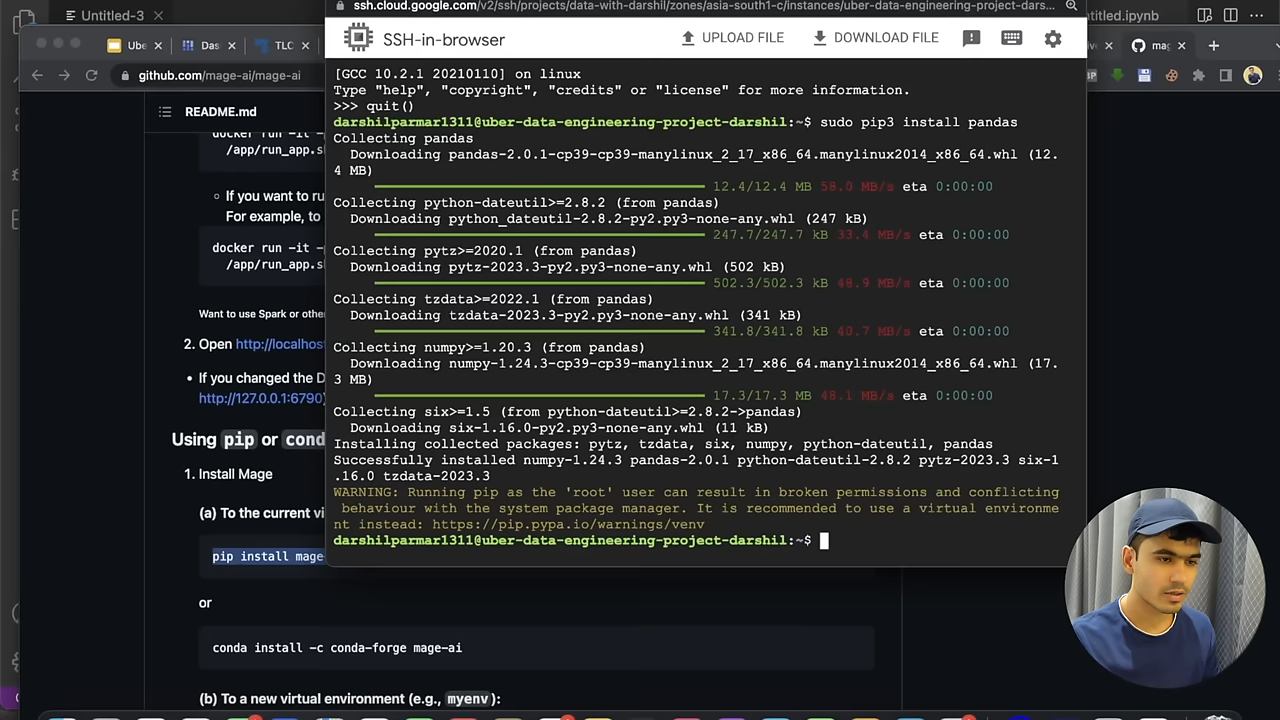 Untitled-3
ssh.cloud.google.com/v2/ssh/projects/data-with-darshil/zones/asia-south1-c/instances/uber-data-engineering-project-dars...
ntitled.ipynb
Ube
Das
TLC
mag
github.com/mage-ai/mage-ai
SSH-in-browser
UPLOAD FILE
DOWNLOAD FILE
README.md
docker run -it -p
/app/run_app.s
If you want to ru
For example, to
docker run -it -p
/app/run_app.s
Want to use Spark or othe
2. Open http://localhost
If you changed the D
http://127.0.0.1:6790
Using pip or cond
1. Install Mage
(a) To the current vi
pip install mage
or
conda install -c conda-forge mage-ai
(b) To a new virtual environment (e.g., myenv):
[GCC 10.2.1 20210110] on linux
Type "help", "copyright", "credits" or "license" for more information.
>>> quit()
darshilparmar1311@uber-data-engineering-project-darshil:~$ sudo pip3 install pandas
Collecting pandas
Downloading pandas-2.0.1-cp39-cp39-manylinux_2_17_x86_64.manylinux2014_x86_64.whl (12.
4 MB)
12.4/12.4 MB 58.0 MB/s eta 0:00:00
Collecting python-dateutil>=2.8.2 (from pandas)
Downloading python_dateutil-2.8.2-py2.py3-none-any.whl (247 kB)
247.7/247.7 kB 33.4 MB/s eta 0:00:00
Collecting pytz>=2020.1 (from pandas)
Downloading pytz-2023.3-py2.py3-none-any.whl (502 kB)
502.3/502.3 kB 48.9 MB/s eta 0:00:00
Collecting tzdata>=2022.1 (from pandas)
Downloading tzdata-2023.3-py2.py3-none-any.whl (341 kB)
341.8/341.8 kB 40.7 MB/s eta 0:00:00
Collecting numpy>=1.20.3 (from pandas)
Downloading numpy-1.24.3-cp39-cp39-manylinux_2_17_x86_64.manylinux2014_x86_64.whl (17.
3 MB)
17.3/17.3 MB 48.1 MB/s eta 0:00:00
Collecting six>=1.5 (from python-dateutil>=2.8.2->pandas)
Downloading six-1.16.0-py2.py3-none-any.whl (11 kB)
Installing collected packages: pytz, tzdata, six, numpy, python-dateutil, pandas
Successfully installed numpy-1.24.3 pandas-2.0.1 python-dateutil-2.8.2 pytz-2023.3 six-1
.16.0 tzdata-2023.3
WARNING: Running pip as the 'root' user can result in broken permissions and conflicting
behaviour with the system package manager. It is recommended to use a virtual environme
nt instead: https://pip.pypa.io/warnings/venv
darshilparmar1311@uber-data-engineering-project-darshil:~$